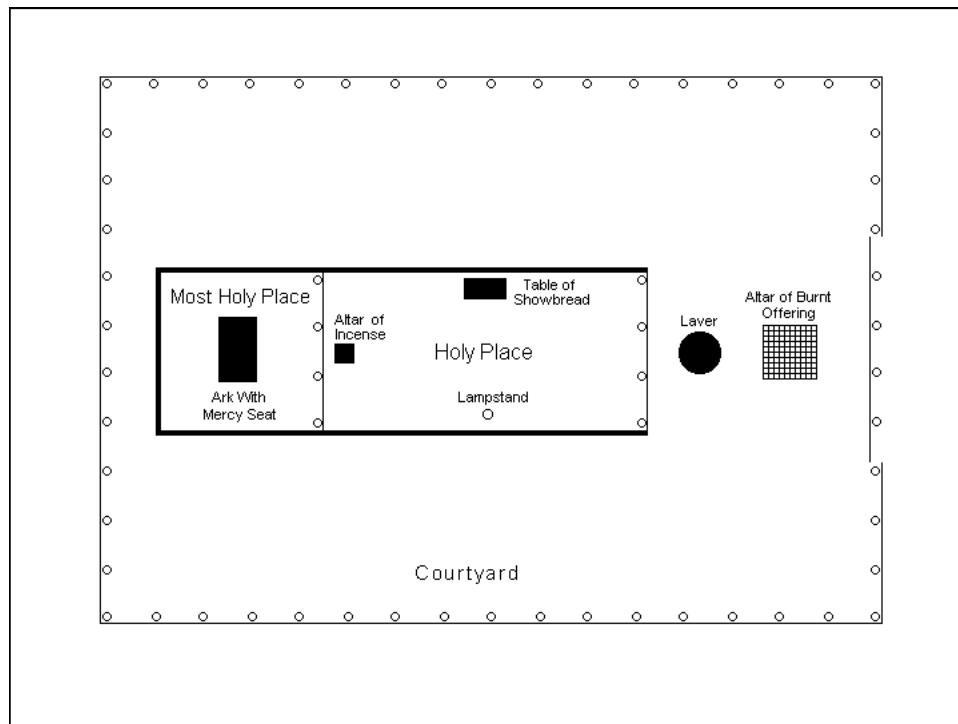 Most Holy Place
Ark With
Mercy Seat
Altar of
Incense
Table of
Showbread
Holy Place
Lampstand
Laver
Altar of Burnt
Offering
Courtyard